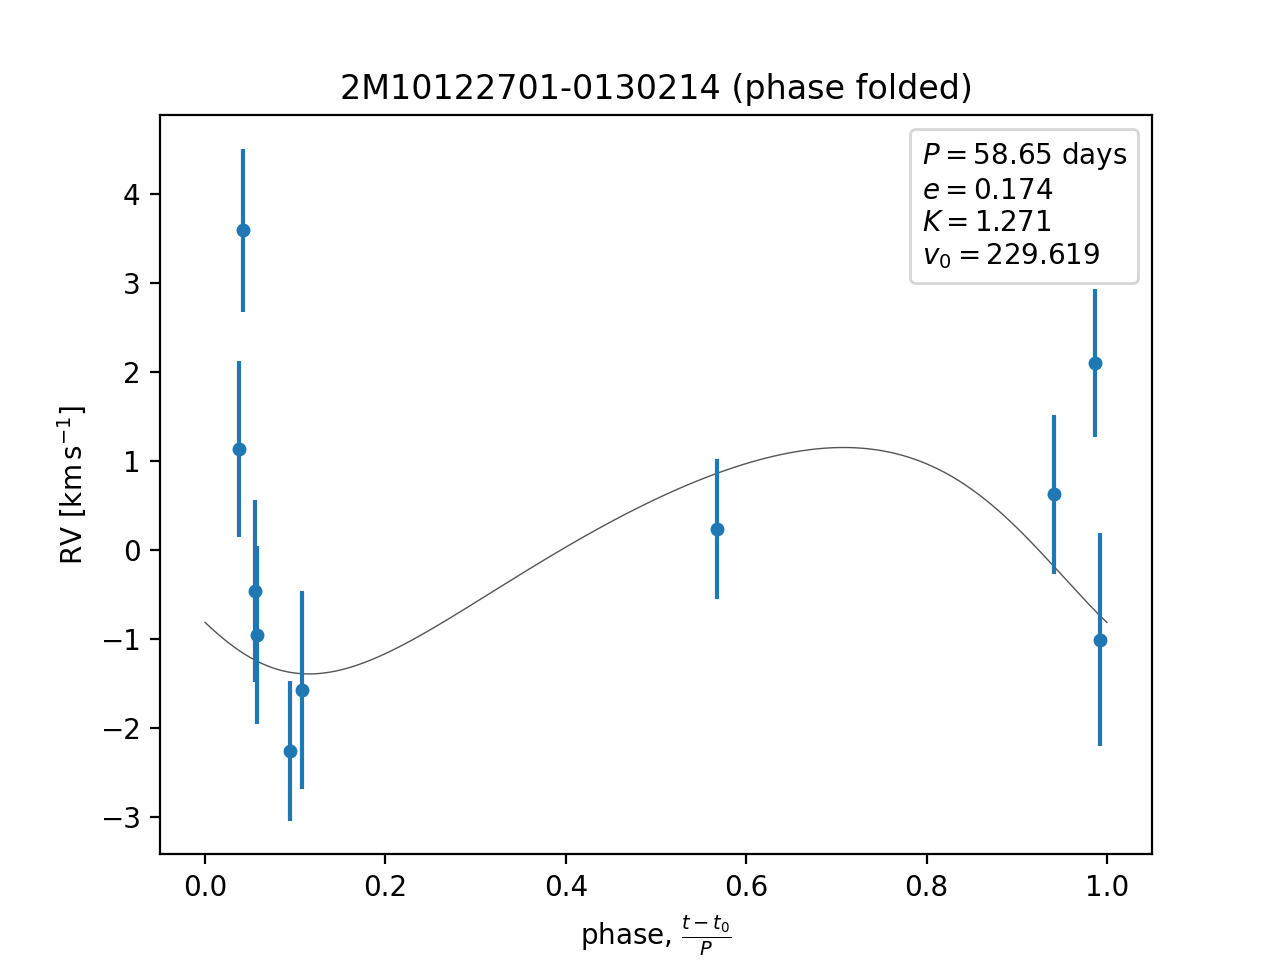 2M10122701-0130214 (phase folded)
P = 58.65 days
e = 0.174
K = 1.271
v₀ = 229.619
4
3
2
1
0
−1
−2
−3
RV [km s⁻¹]
0.0 0.2 0.4 0.6 0.8 1.0
phase, (t − t₀)/P